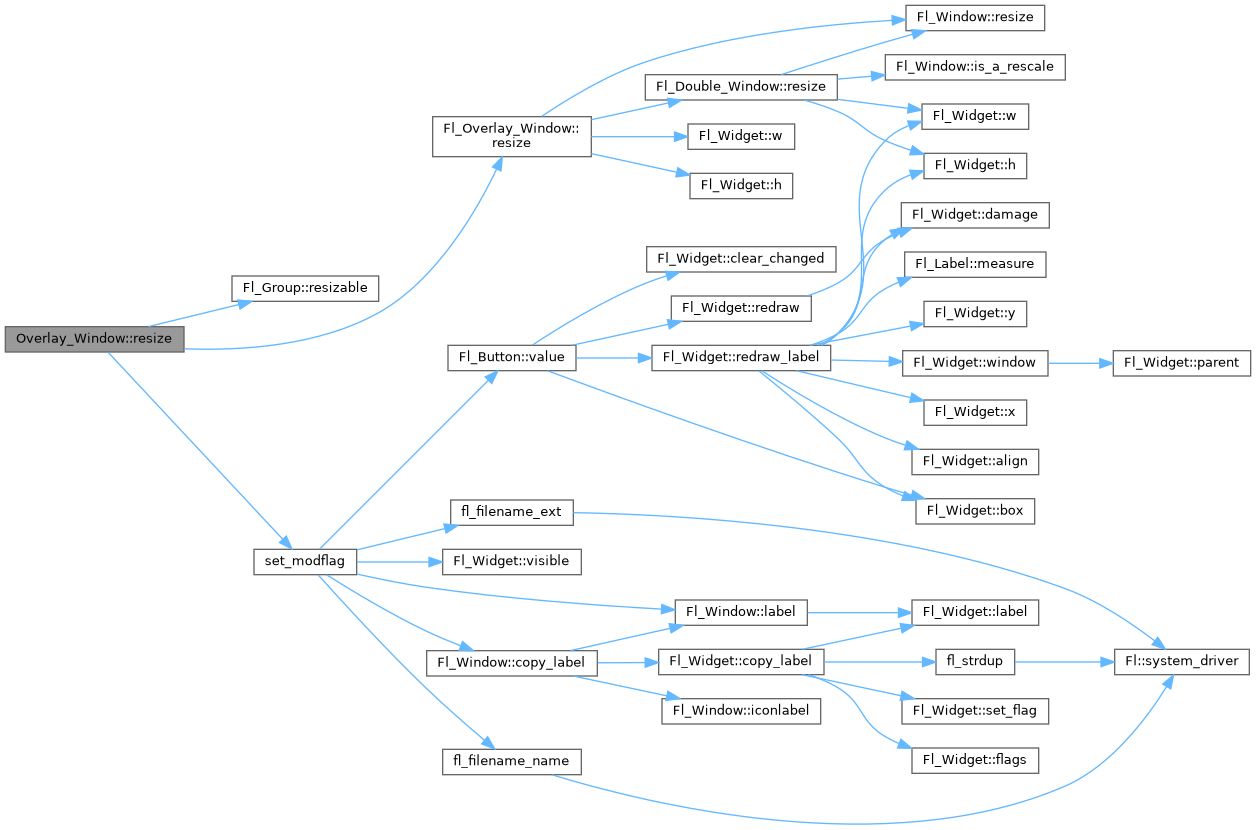 Fl_Window::resize
Fl_Window::is_a_rescale
Fl_Double_Window::resize
Fl_Widget::w
Fl_Overlay_Window::
resize
Fl_Widget::w
Fl_Widget::h
Fl_Widget::h
Fl_Widget::damage
Fl_Widget::clear_changed
Fl_Label::measure
Fl_Group::resizable
Fl_Widget::redraw
Fl_Widget::y
Overlay_Window::resize
Fl_Button::value
Fl_Widget::redraw_label
Fl_Widget::window
Fl_Widget::parent
Fl_Widget::x
Fl_Widget::align
fl_filename_ext
Fl_Widget::box
set_modflag
Fl_Widget::visible
Fl_Window::label
Fl_Widget::label
Fl_Window::copy_label
Fl_Widget::copy_label
fl_strdup
Fl::system_driver
Fl_Window::iconlabel
Fl_Widget::set_flag
fl_filename_name
Fl_Widget::flags